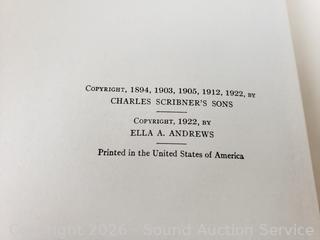 Copyright, 1894, 1903, 1905, 1912, 1922, by
CHARLES SCRIBNER'S SONS
Copyright, 1922, by
ELLA A. ANDREWS
Printed in the United States of America
Copyright 2026 - Sound Auction Service